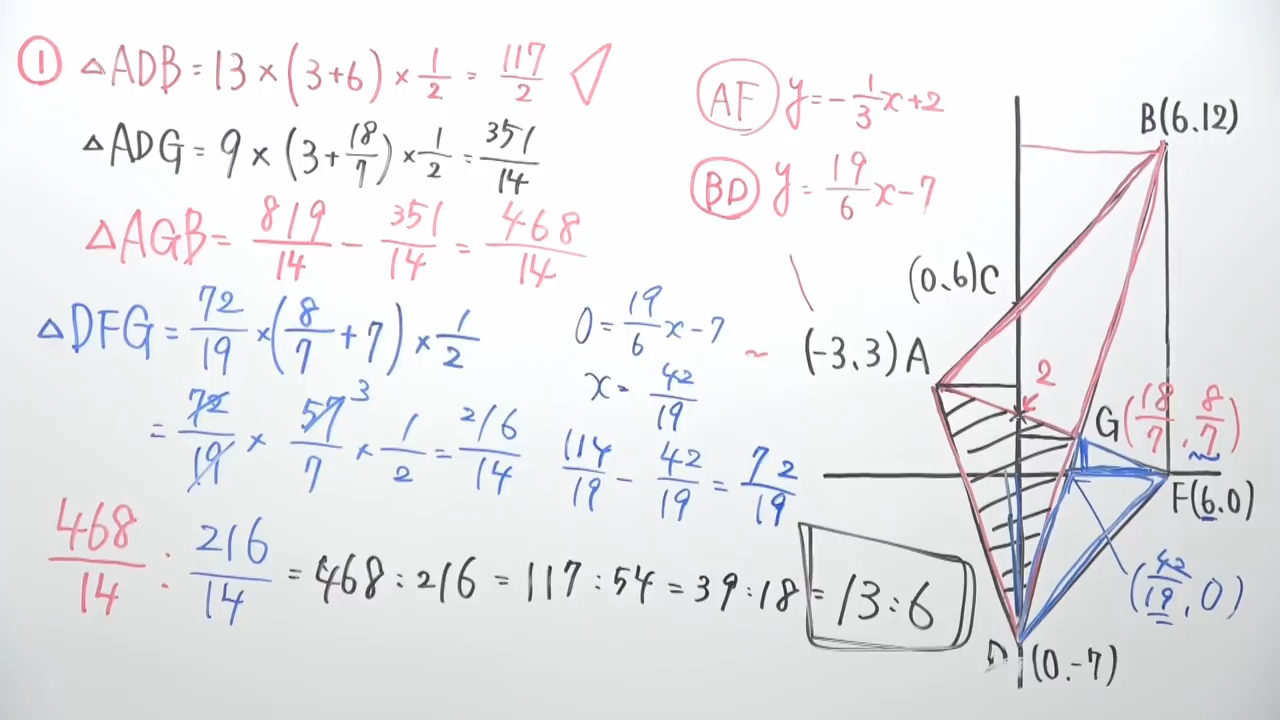 ① △ADB = 13 × (3+6) × 1/2 = 117/2
△ADG = 9 × (3 + 18/7) × 1/2 = 351/14
△AGB = 819/14 − 351/14 = 468/14
△DFG = 72/19 × (8/7 + 7) × 1/2
= 72/19 × 57/7 3 × 1/2 = 216/14
468/14 : 216/14 = 468 : 216 = 117 : 54 = 39 : 18 = 13 : 6
0 = 19/6 x − 7
x = 42/19
114/19 − 42/19 = 72/19
AF y = −1/3 x + 2
BD y = 19/6 x − 7
B(6.12)
(0.6)C
(-3.3)A
2
G(18/7, 8/7)
F(6.0)
(42/19, 0)
D(0.-7)